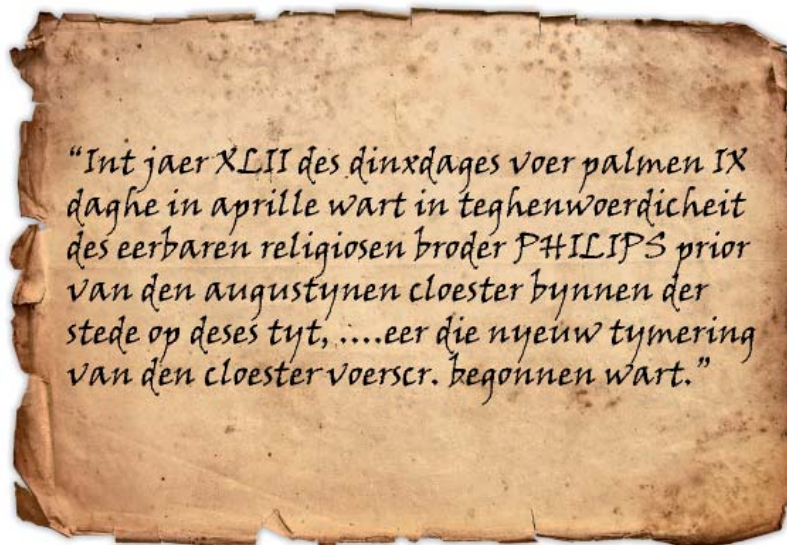 “Int jaer XLII des dinxdages voer palmen IX
daghe in aprille wart in teghenwoerdicheit
des eerbaren religiosen broder PHILIPS prior
van den augustynen cloester bynnen der
stede op deses tyt, ....eer die nyeuw tymering
van den cloester voerscr. begonnen wart.”